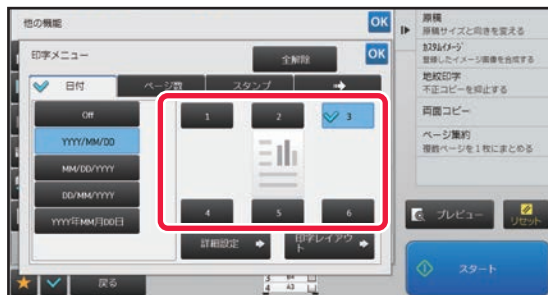 他の機能
OK
印字メニュー
全解除
OK
日付
ページ数
スタンプ
Off
YYYY/MM/DD
MM/DD/YYYY
DD/MM/YYYY
YYYY年MM月DD日
1
2
3
4
5
6
詳細設定
印字レイアウ
ト
戻る
3
4 A3
原稿
原稿サイズと向きを変える
カスタムイメージ
登録したイメージ画像を合成する
地紋印字
不正コピーを抑止する
両面コピー
ページ集約
複数ページを1枚にまとめる
プレビュー
リセット
スタート